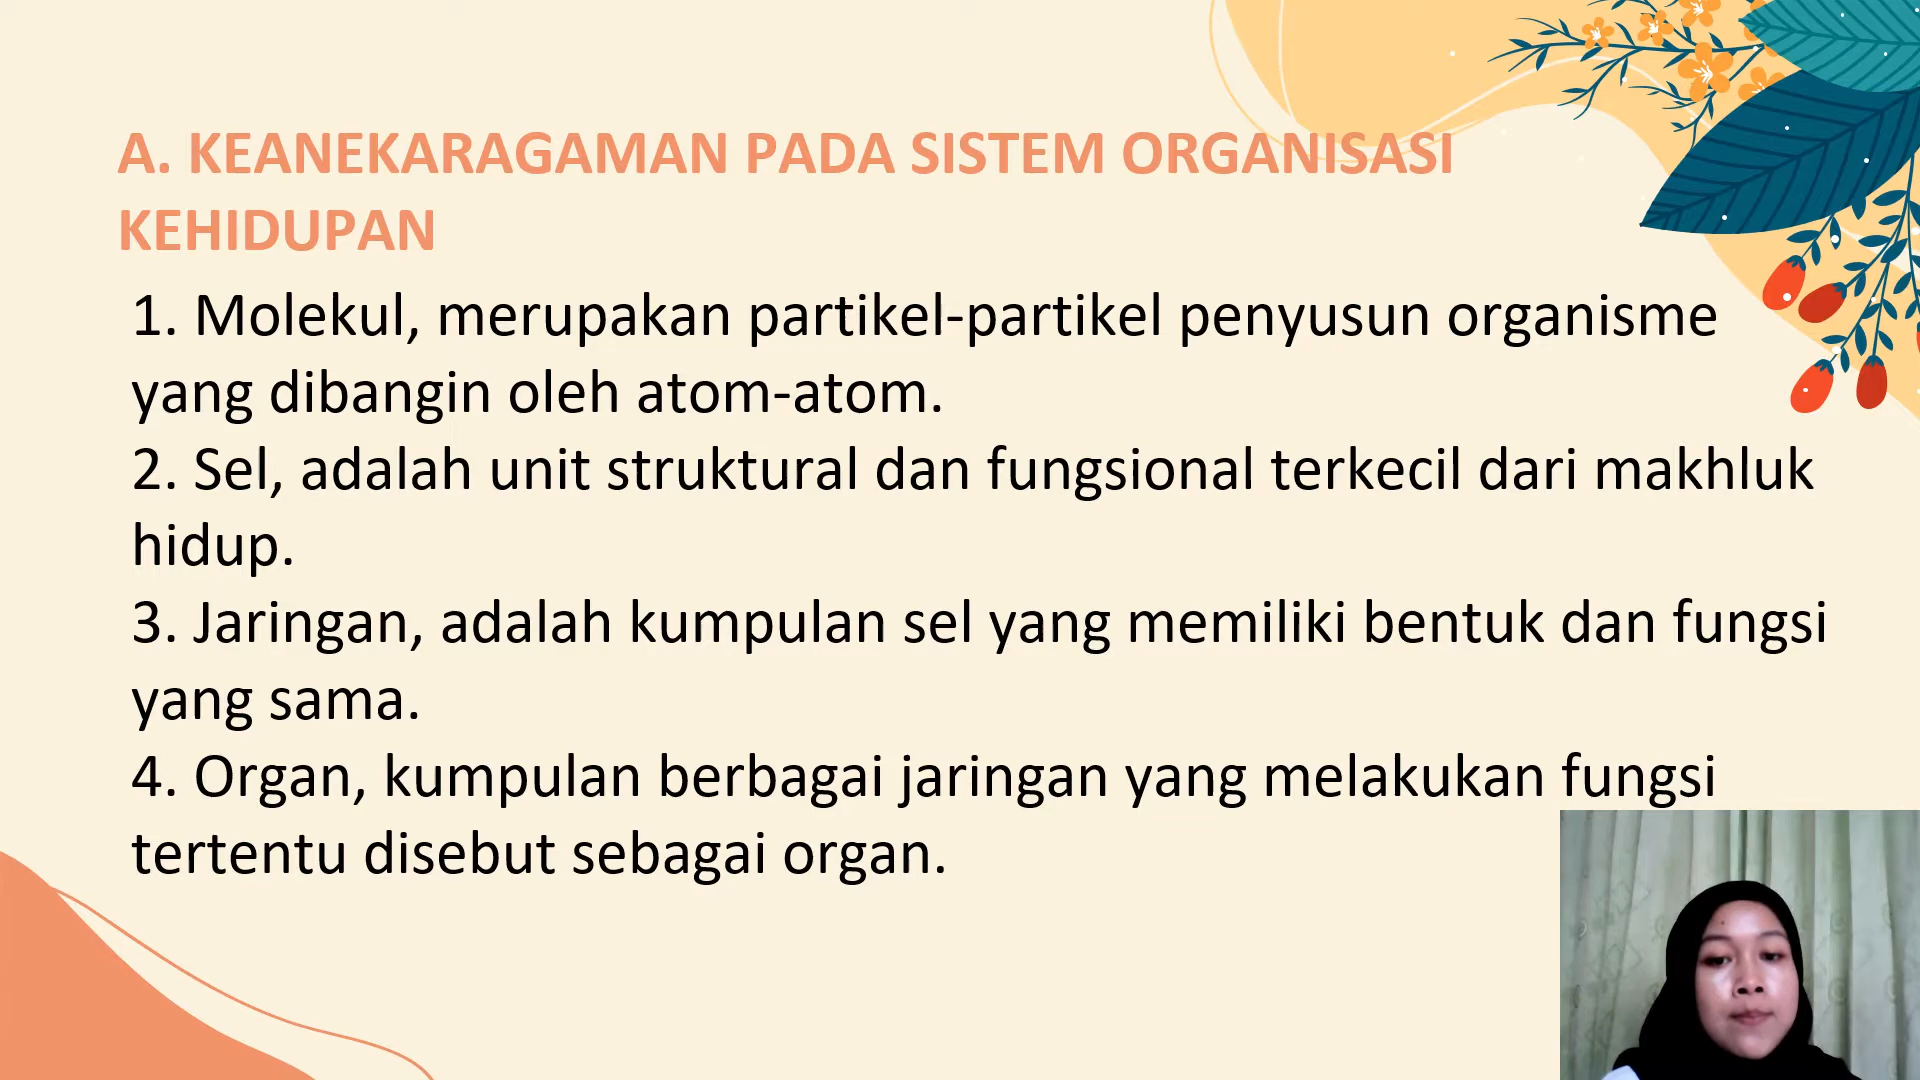 A. KEANEKARAGAMAN PADA SISTEM ORGANISASI
KEHIDUPAN
1. Molekul, merupakan partikel-partikel penyusun organisme
yang dibangin oleh atom-atom.
2. Sel, adalah unit struktural dan fungsional terkecil dari makhluk
hidup.
3. Jaringan, adalah kumpulan sel yang memiliki bentuk dan fungsi
yang sama.
4. Organ, kumpulan berbagai jaringan yang melakukan fungsi
tertentu disebut sebagai organ.